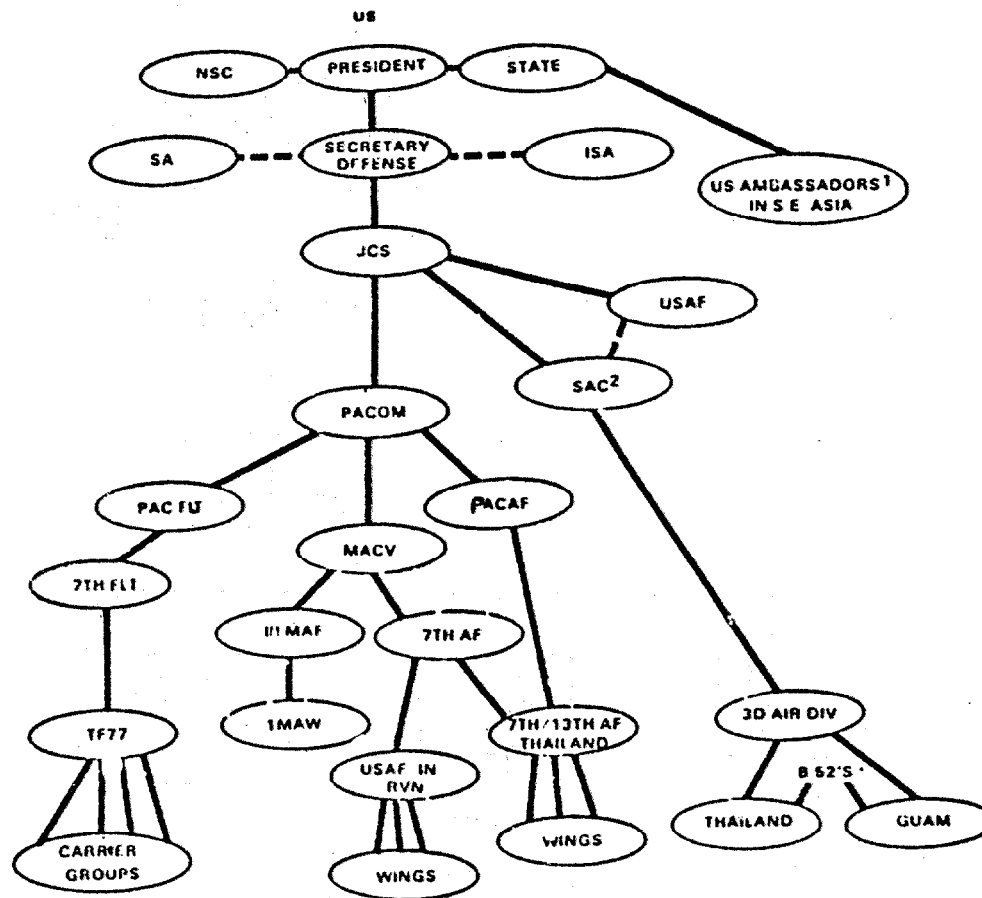 US
NSC
PRESIDENT
STATE
SA
SECRETARY
DEFENSE
ISA
US AMBASSADORS1
IN S E ASIA
JCS
USAF
SAC2
PACOM
PAC FLT
PACAF
MACV
7TH FLT
III MAF
7TH AF
TF77
1MAW
7TH/13TH AF
THAILAND
3D AIR DIV
USAF IN
RVN
B 52'S
THAILAND
GUAM
CARRIER
GROUPS
WINGS
WINGS